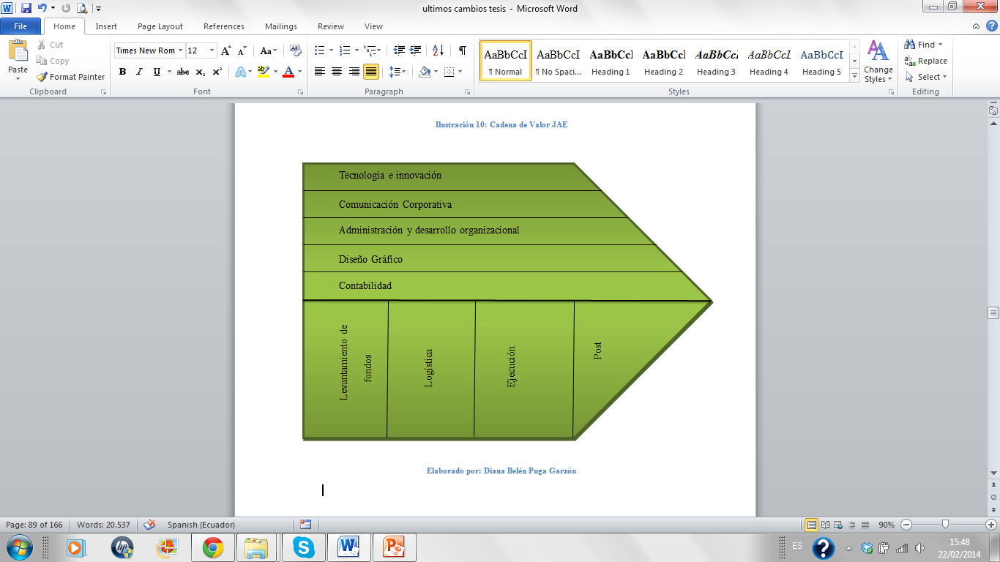 ultimos cambios tesis - Microsoft Word
File Home Insert Page Layout References Mailings Review View
Paste
Cut
Copy
Format Painter
Clipboard
Times New Rom 12
Font
Paragraph
AaBbCcI AaBbCcI AaBbCcI AaBbCcI AaBbCcI AaBbCcI AaBbCcI
¶ Normal ¶ No Spaci... Heading 1 Heading 2 Heading 3 Heading 4 Heading 5
Change
Styles
Styles
Find
Replace
Select
Editing
Ilustración 10: Cadena de Valor JAE
Tecnología e innovación
Comunicación Corporativa
Administración y desarrollo organizacional
Diseño Gráfico
Contabilidad
Levantamiento de
fondos
Logística
Ejecución
Post
Elaborado por: Diana Belén Puga Garzón
Page: 89 of 166 Words: 20.537 Spanish (Ecuador) 90%
ES
15:48
22/02/2014